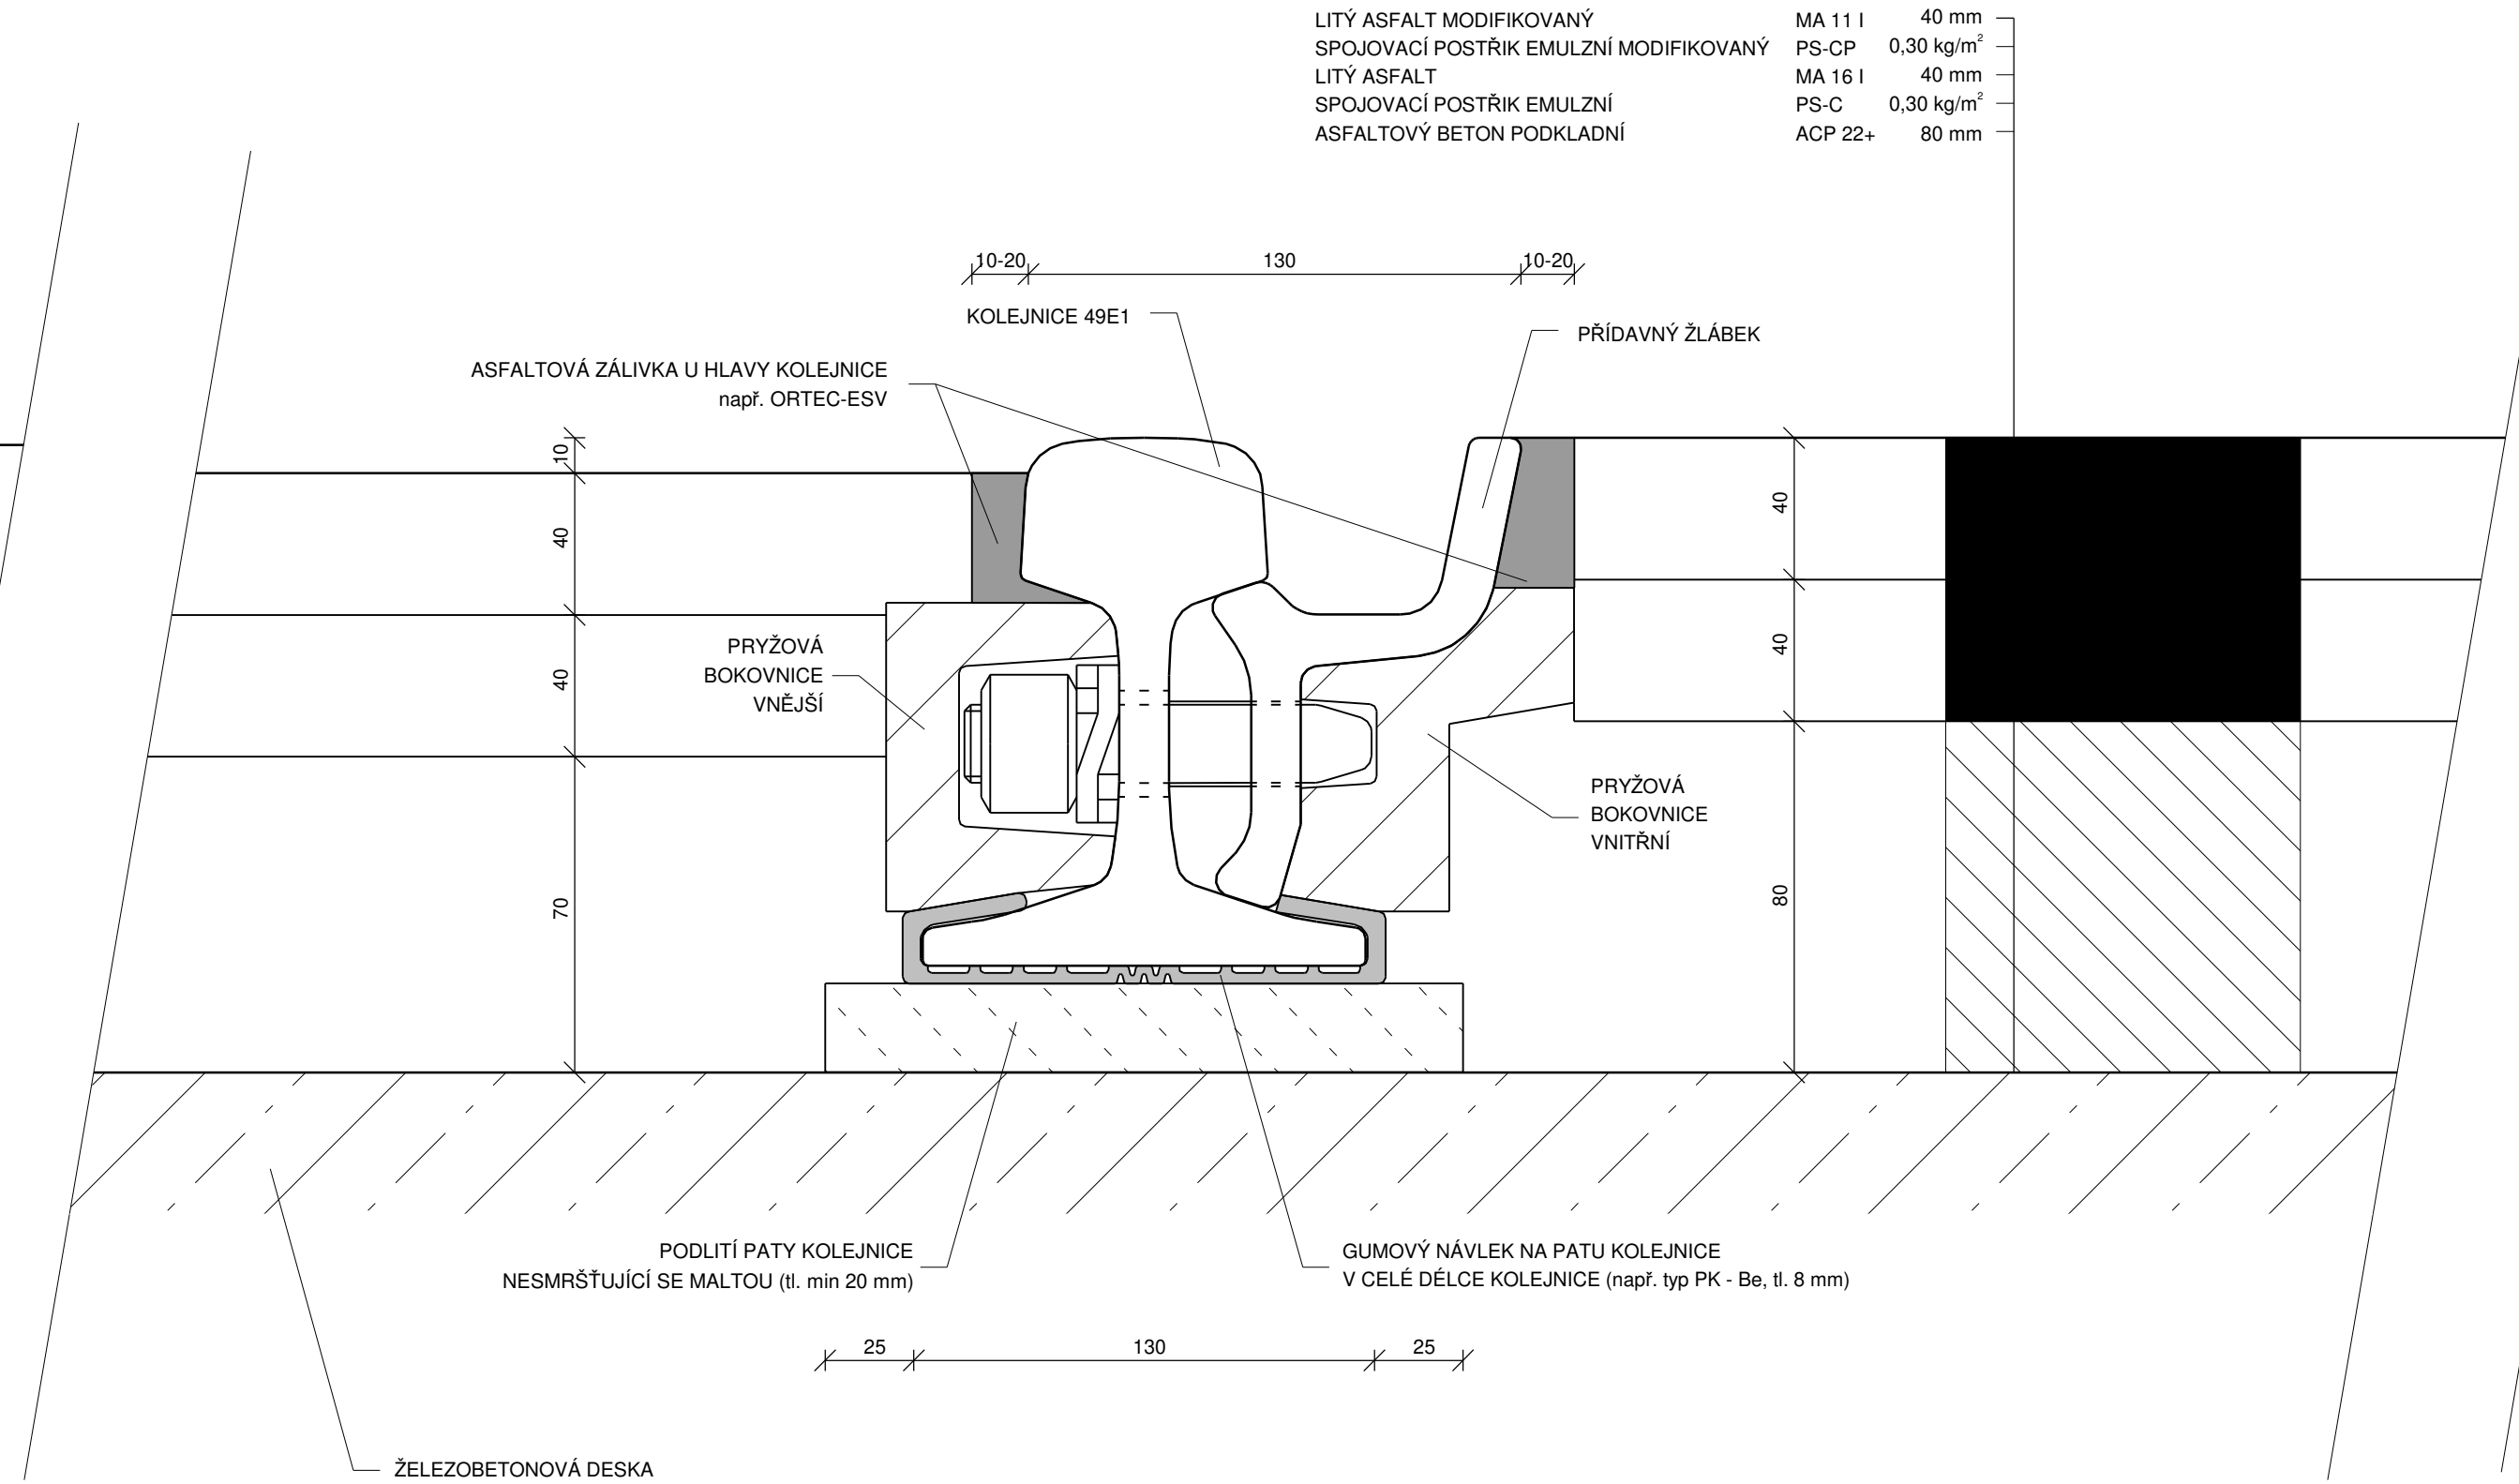 LITÝ ASFALT MODIFIKOVANÝ MA 11 I 40 mm
SPOJOVACÍ POSTŘIK EMULZNÍ MODIFIKOVANÝ PS-CP 0,30 kg/m²
LITÝ ASFALT MA 16 I 40 mm
SPOJOVACÍ POSTŘIK EMULZNÍ PS-C 0,30 kg/m²
ASFALTOVÝ BETON PODKLADNÍ ACP 22+ 80 mm
10-20 130 10-20
KOLEJNICE 49E1
PŘÍDAVNÝ ŽLÁBEK
ASFALTOVÁ ZÁLIVKA U HLAVY KOLEJNICE
např. ORTEC-ESV
10
40
40
70
40
40
80
PRYŽOVÁ
BOKOVNICE
VNĚJŠÍ
PRYŽOVÁ
BOKOVNICE
VNITŘNÍ
PODLITÍ PATY KOLEJNICE
NESMRŠŤUJÍCÍ SE MALTOU (tl. min 20 mm)
GUMOVÝ NÁVLEK NA PATU KOLEJNICE
V CELÉ DÉLCE KOLEJNICE (např. typ PK - Be, tl. 8 mm)
25 130 25
ŽELEZOBETONOVÁ DESKA